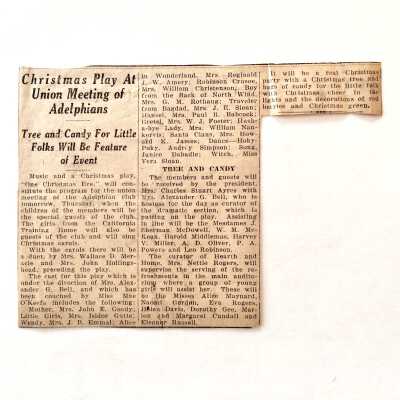 Christmas Play At
Union Meeting of
Adelphians
Tree and Candy For Little
Folks Will Be Feature
of Event
Music and a Christmas play,
"One Christmas Eve," will con-
stitute the program for the union
meeting of the Adelphia club
tomorrow, Thursday, when the
children of the members will be
the special guests of the club.
The girls from the California
Training Home will also be
guests of the club and will sing
Christmas carols.
With the carols there will be
a duet, by Mrs. Wallace D. Mer-
and Mrs. John Hollings-
head, preceding the play.
The cast for this play which is
under the direction of Mrs. Alex-
ander G. Bell, and which has
been coached by Miss Mae
O'Keefe includes the following:
Mother, Mrs. John E. Gandy,
Little Girls, Mrs. Isidor Gutte,
Wendy, Mrs. J. D. Emmal; Alice
in Wonderland, Mrs. Reginald
J. W. Amory; Robinson Crusoe,
Mrs. William Christenson, Boy
from the Back of North Wind,
Mrs. G. M. Rothaug; Traveler
from Bagdad, Mrs. J. E. Sloan;
Hansel, Mrs. Paul R. Babcock;
Gretel, Mrs. W. J. Foster; Hush-
a-bye Lady, Mrs. William Nan-
kervis; Santa Claus, Mrs. How-
ard K. James; Dance—Hoky
Poky, Audrey Simpson; Song,
Janice Dahndle; Witch, Miss
Vera Sloan.
TREE AND CANDY
The members and guests will
be received by the president,
Mrs. Charles Stuart Ayres with
Mrs. Alexander G. Bell, who is
hostess for the day as curator of
the dramatic section, which is
putting on the play. Assisting
in line will be the Mesdames J.
Sherman McDowell, W. M. Mc-
Kean, Harold Middlemas, Harvey
V. Miller, A. D. Oliver, P. A.
Powers and Leo Robinson.
The curator of Hearth and
Home, Mrs. Nettie Rogers, will
supervise the serving of the re-
freshments in the main audito-
rium, where a group of young
girls will assist her. These will
be the Misses Alice Maynard,
Naomi Gordon, Eva Rogers,
Helen Davis, Dorothy Gee, Mar-
ion and Margaret Candall and
Eleanor Russell.
It will be a real Christmas
party with a Christmas tree and
bars of candy for the little folk
with Christmas cheer in the
lights and the decorations of red
berries and Christmas green.